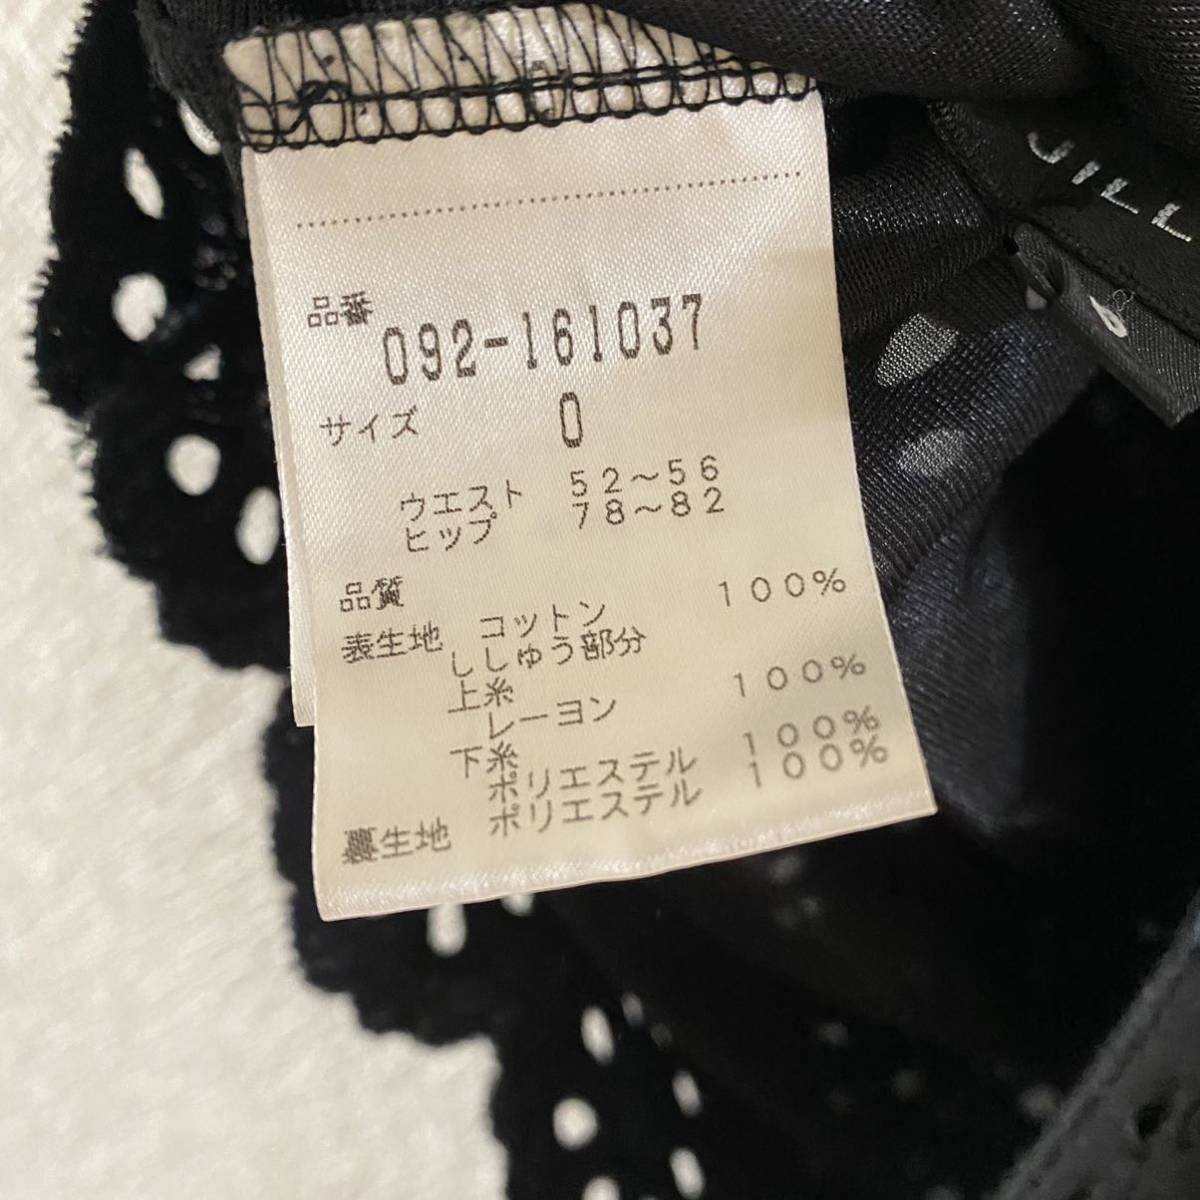 JILL
0
品番
092-161037
サイズ 0
ウエスト 52～56
ヒップ 78～82
品質
表生地 コットン 100%
ししゅう部分
上糸
レーヨン 100%
下糸
ポリエステル 100%
裏生地 ポリエステル 100%